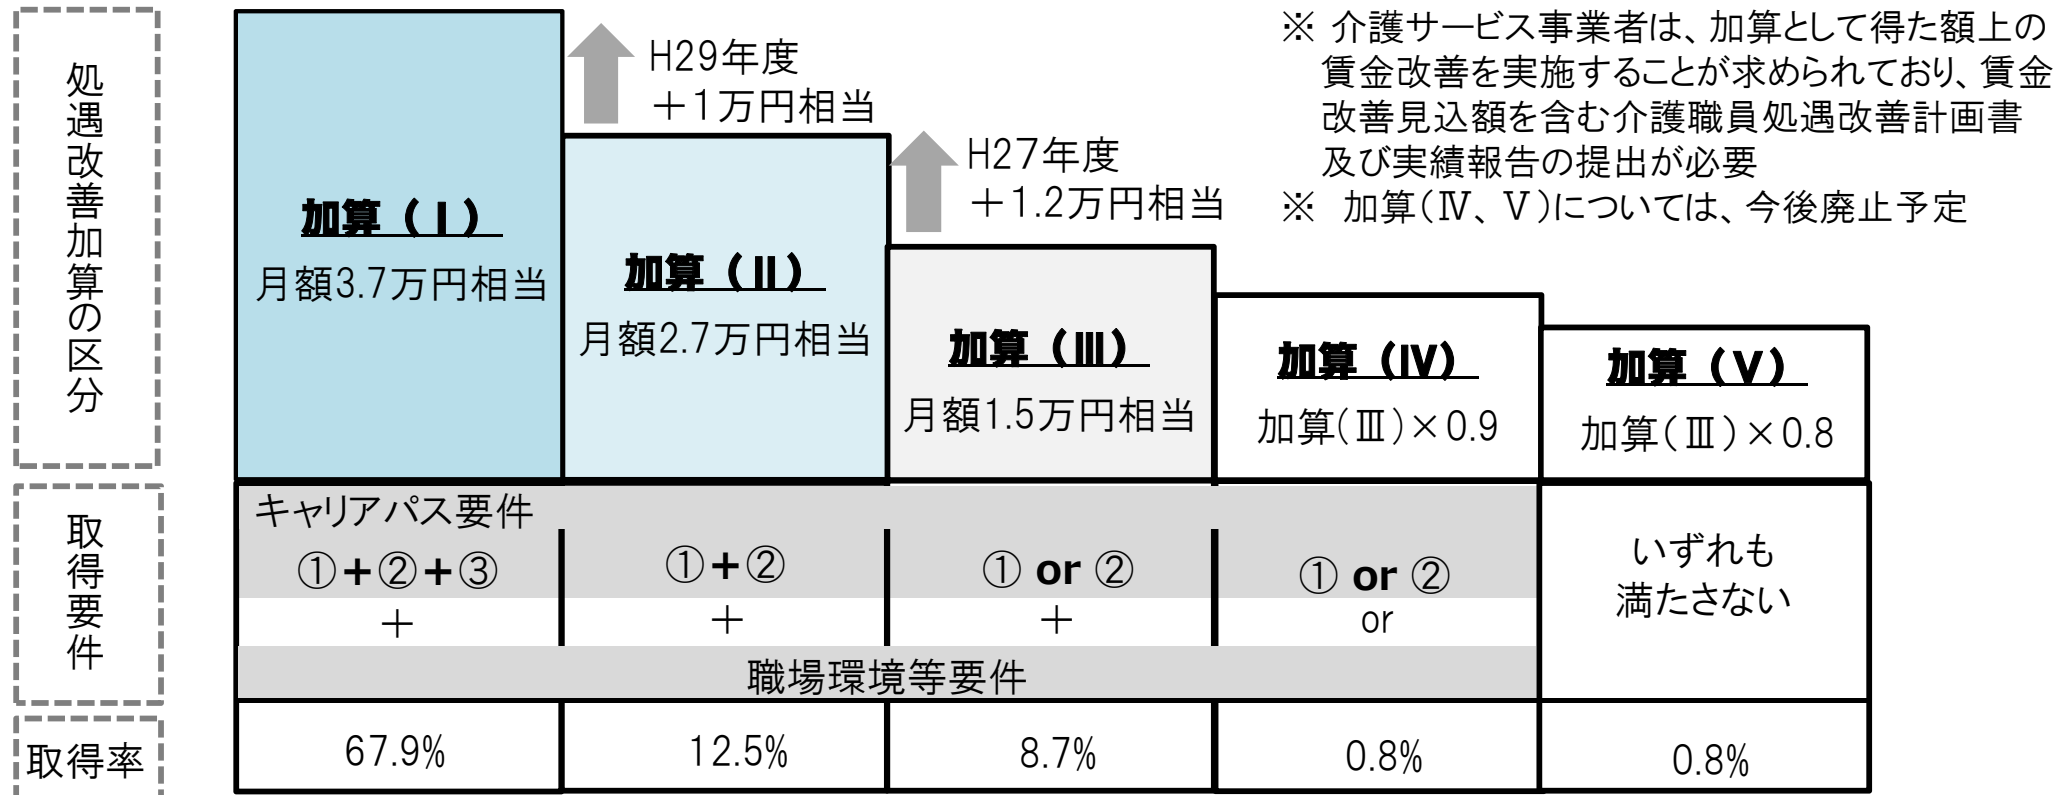 処遇改善加算の区分
加算（Ⅰ）
月額3.7万円相当
H29年度
＋1万円相当
加算（Ⅱ）
月額2.7万円相当
H27年度
＋1.2万円相当
加算（Ⅲ）
月額1.5万円相当
加算（Ⅳ）
加算（Ⅲ）×0.9
加算（Ⅴ）
加算（Ⅲ）×0.8
※ 介護サービス事業者は、加算として得た額上の
賃金改善を実施することが求められており、賃金
改善見込額を含む介護職員処遇改善計画書
及び実績報告の提出が必要
※ 加算（Ⅳ、Ⅴ）については、今後廃止予定
取得要件
キャリアパス要件
①+②+③
①+②
① or ②
① or ②
＋
＋
＋
or
職場環境等要件
いずれも
満たさない
取得率
67.9%
12.5%
8.7%
0.8%
0.8%